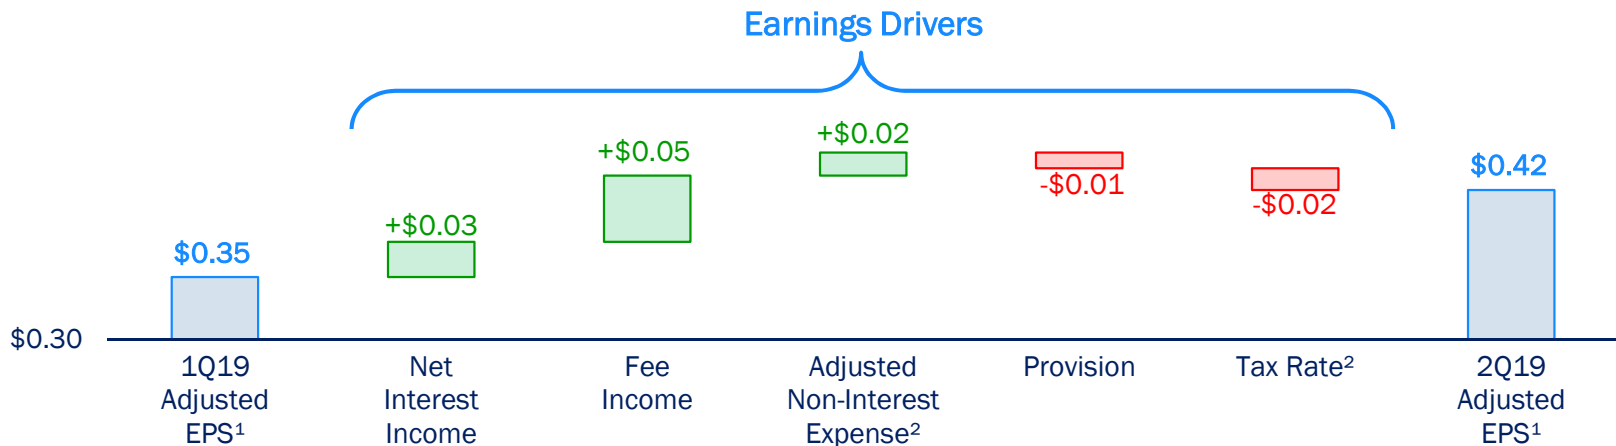 Earnings Drivers
+$0.02
+$0.05
-$0.01
$0.42
-$0.02
+$0.03
$0.35
$0.30
1Q19
Adjusted
EPS¹
Net
Interest
Income
Fee
Income
Adjusted
Non-Interest
Expense²
Provision
Tax Rate²
2Q19
Adjusted
EPS¹